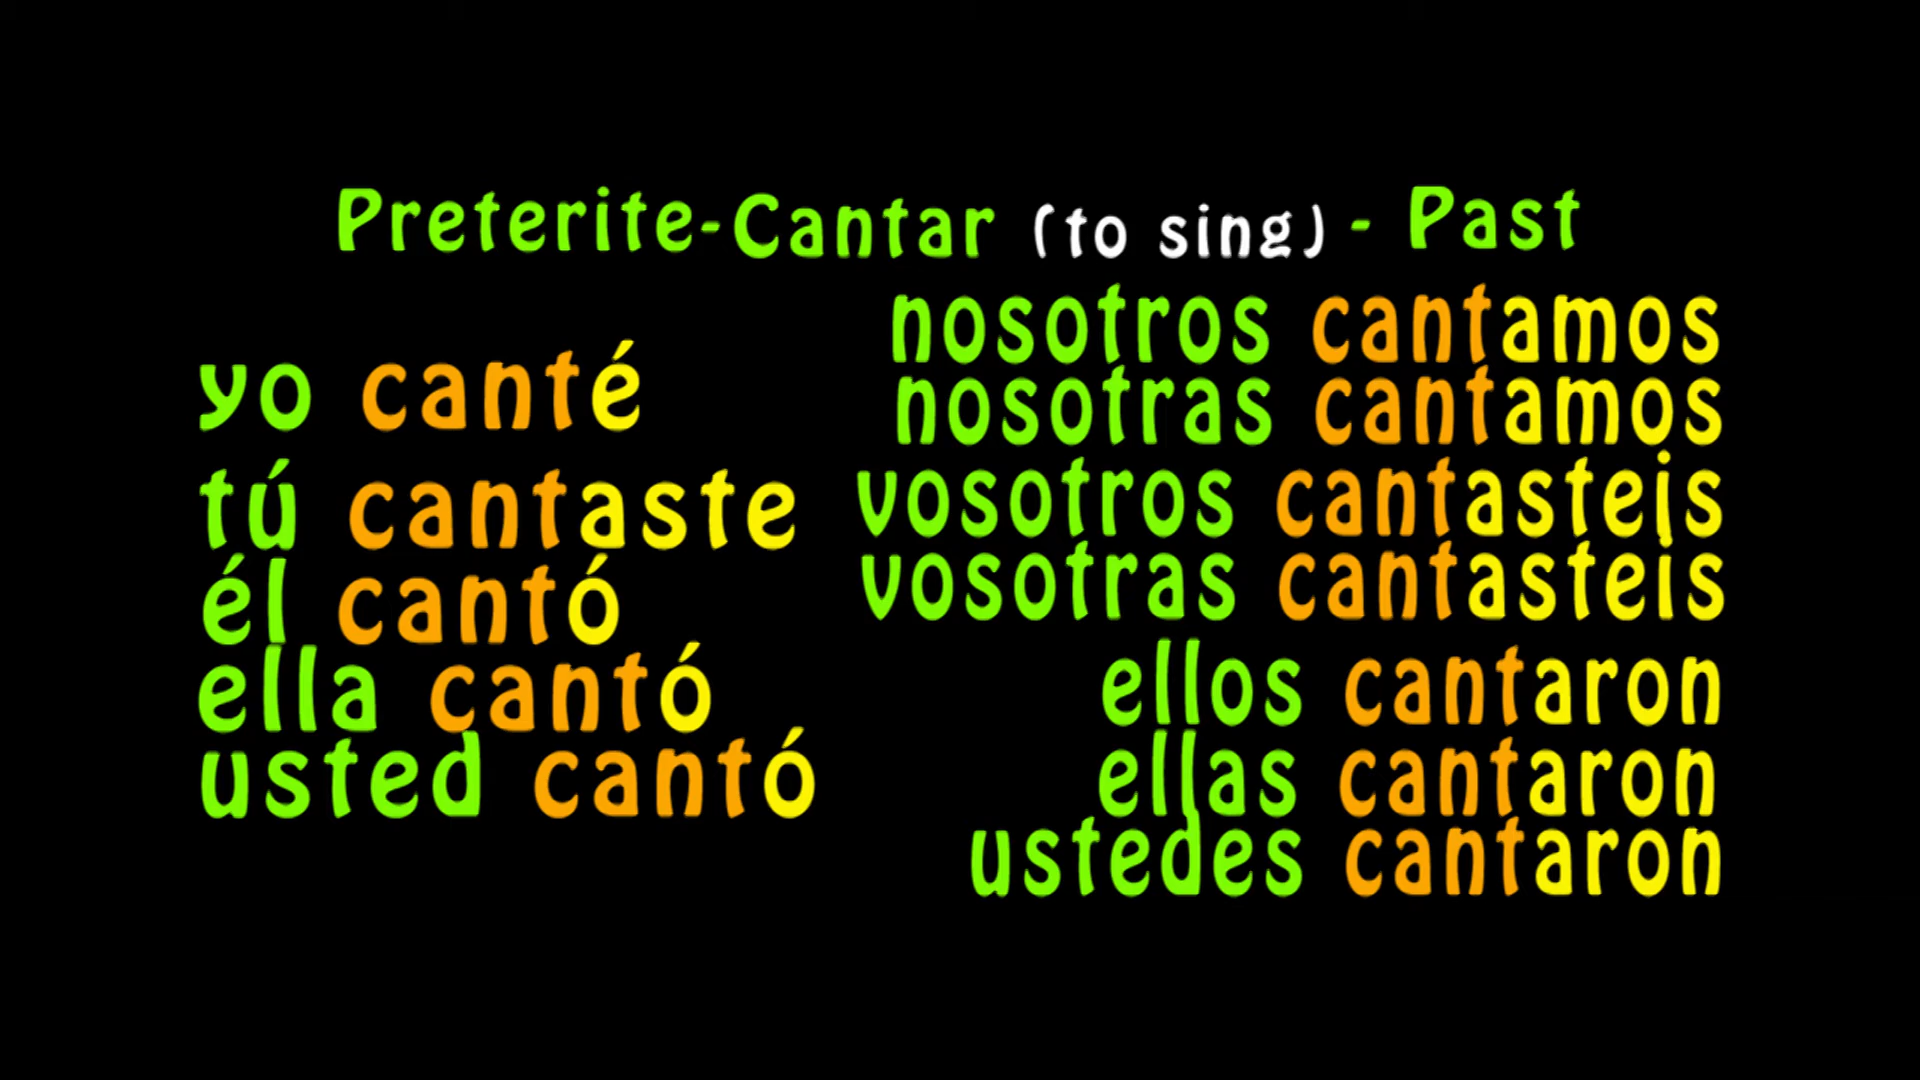 Preterite-Cantar (to sing) - Past
yo canté
tú cantaste
él cantó
ella cantó
usted cantó
nosotros cantamos
nosotras cantamos
vosotros cantasteis
vosotras cantasteis
ellos cantaron
ellas cantaron
ustedes cantaron